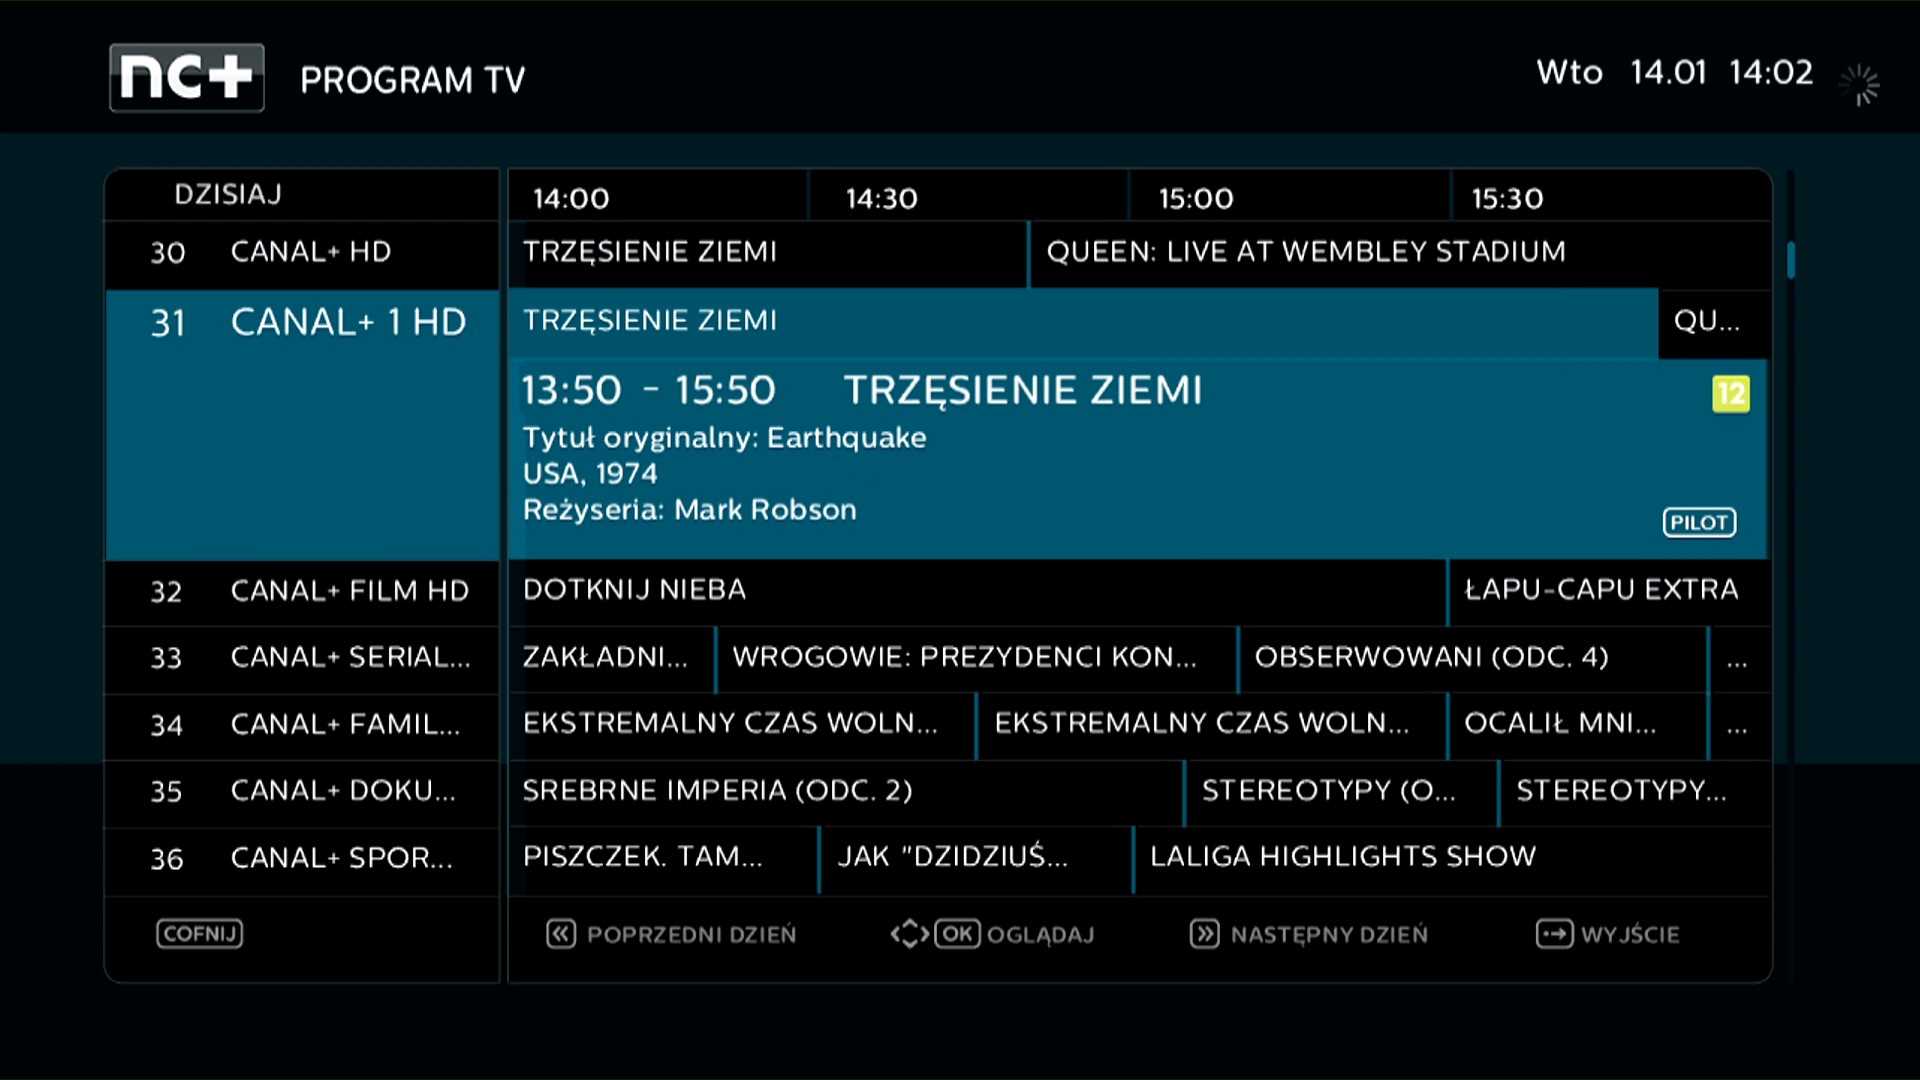 nc+ PROGRAM TV Wto 14.01 14:02
DZISIAJ 14:00 14:30 15:00 15:30
30 CANAL+ HD TRZĘSIENIE ZIEMI QUEEN: LIVE AT WEMBLEY STADIUM
31 CANAL+ 1 HD TRZĘSIENIE ZIEMI QU...
13:50 - 15:50 TRZĘSIENIE ZIEMI 12
Tytuł oryginalny: Earthquake
USA, 1974
Reżyseria: Mark Robson
PILOT
32 CANAL+ FILM HD DOTKNIJ NIEBA ŁAPU-CAPU EXTRA
33 CANAL+ SERIAL... ZAKŁADNI... WROGOWIE: PREZYDENCI KON... OBSERWOWANI (ODC. 4) ...
34 CANAL+ FAMIL... EKSTREMALNY CZAS WOLN... EKSTREMALNY CZAS WOLN... OCALIŁ MNI... ...
35 CANAL+ DOKU... SREBRNE IMPERIA (ODC. 2) STEREOTYPY (O... STEREOTYPY...
36 CANAL+ SPOR... PISZCZEK. TAM... JAK "DZIDZIUŚ... LALIGA HIGHLIGHTS SHOW
COFNIJ POPRZEDNI DZIEŃ OK OGLĄDAJ NASTĘPNY DZIEŃ WYJŚCIE